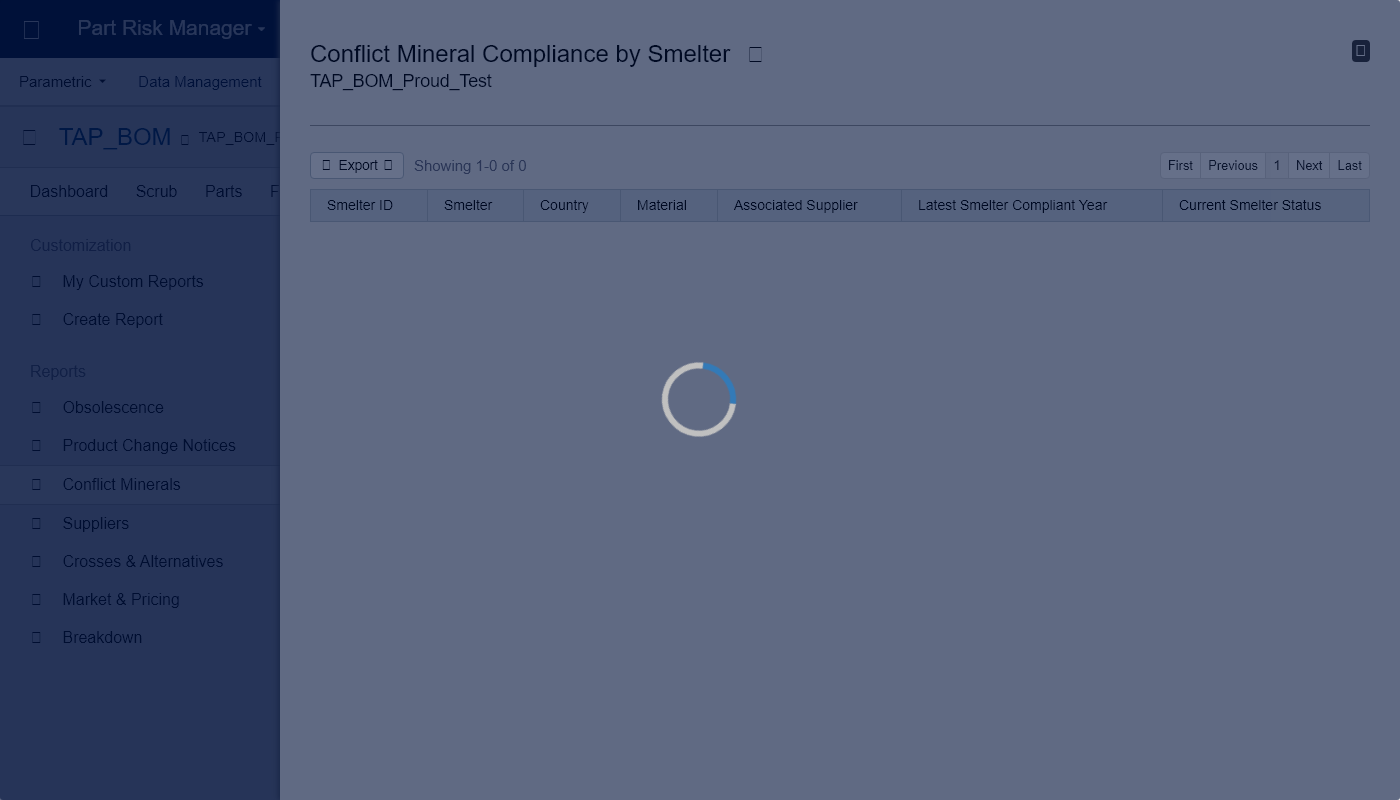 Part Risk Manager
Parametric
Data Management
TAP_BOM
Dashboard
Scrub
Parts
Customization
My Custom Reports
Create Report
Reports
Obsolescence
Product Change Notices
Conflict Minerals
Suppliers
Crosses & Alternatives
Market & Pricing
Breakdown
Conflict Mineral Compliance by Smelter
TAP_BOM_Proud_Test
Export
Showing 1-0 of 0
First
Previous
1
Next
Last
Smelter ID
Smelter
Country
Material
Associated Supplier
Latest Smelter Compliant Year
Current Smelter Status